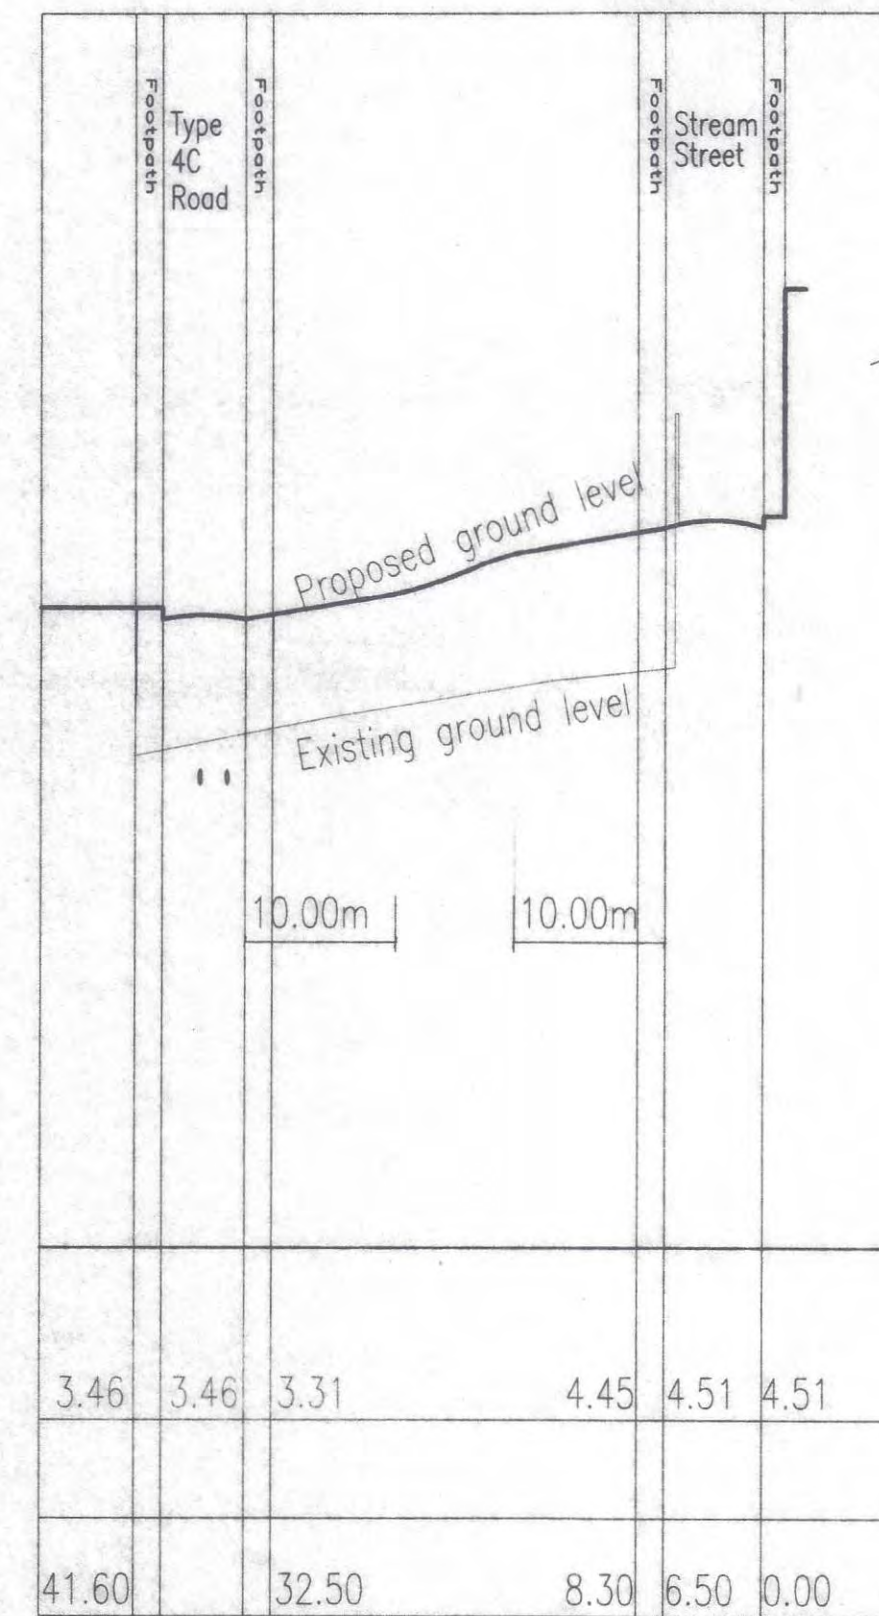 Footpath
Type
4C
Road
Footpath
Footpath
Stream
Street
Footpath
Proposed ground level
Existing ground level
10.00m
10.00m
3.46 3.46 3.31 4.45 4.51 4.51
41.60 32.50 8.30 6.50 0.00